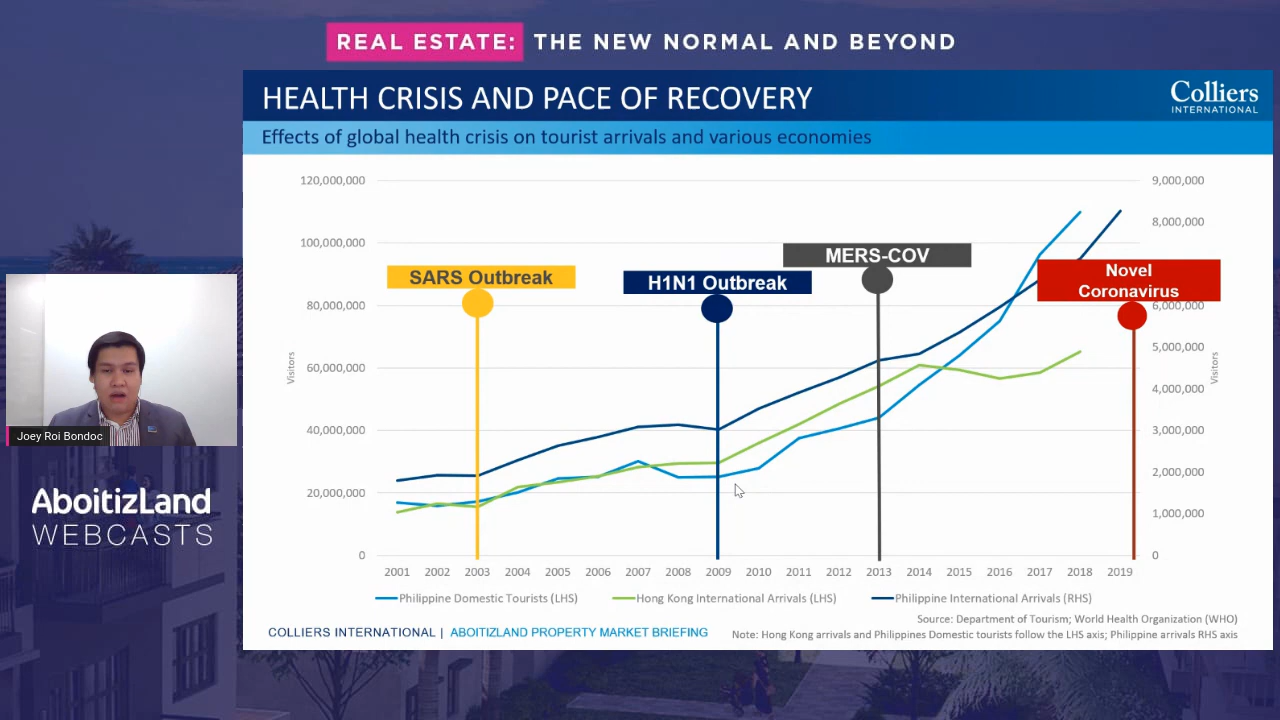 REAL ESTATE: THE NEW NORMAL AND BEYOND
HEALTH CRISIS AND PACE OF RECOVERY
Colliers
INTERNATIONAL
Effects of global health crisis on tourist arrivals and various economies
120,000,000
100,000,000
80,000,000
60,000,000
40,000,000
20,000,000
0
Visitors
SARS Outbreak
H1N1 Outbreak
MERS-COV
Novel
Coronavirus
9,000,000
8,000,000
6,000,000
5,000,000
4,000,000
3,000,000
2,000,000
1,000,000
0
Visitors
2001 2002 2003 2004 2005 2006 2007 2008 2009 2010 2011 2012 2013 2014 2015 2016 2017 2018 2019
Philippine Domestic Tourists (LHS) Hong Kong International Arrivals (LHS) Philippine International Arrivals (RHS)
Source: Department of Tourism; World Health Organization (WHO)
COLLIERS INTERNATIONAL | ABOITIZLAND PROPERTY MARKET BRIEFING
Note: Hong Kong arrivals and Philippines Domestic tourists follow the LHS axis; Philippine arrivals RHS axis
Joey Roi Bondoc
AboitizLand
WEBCASTS